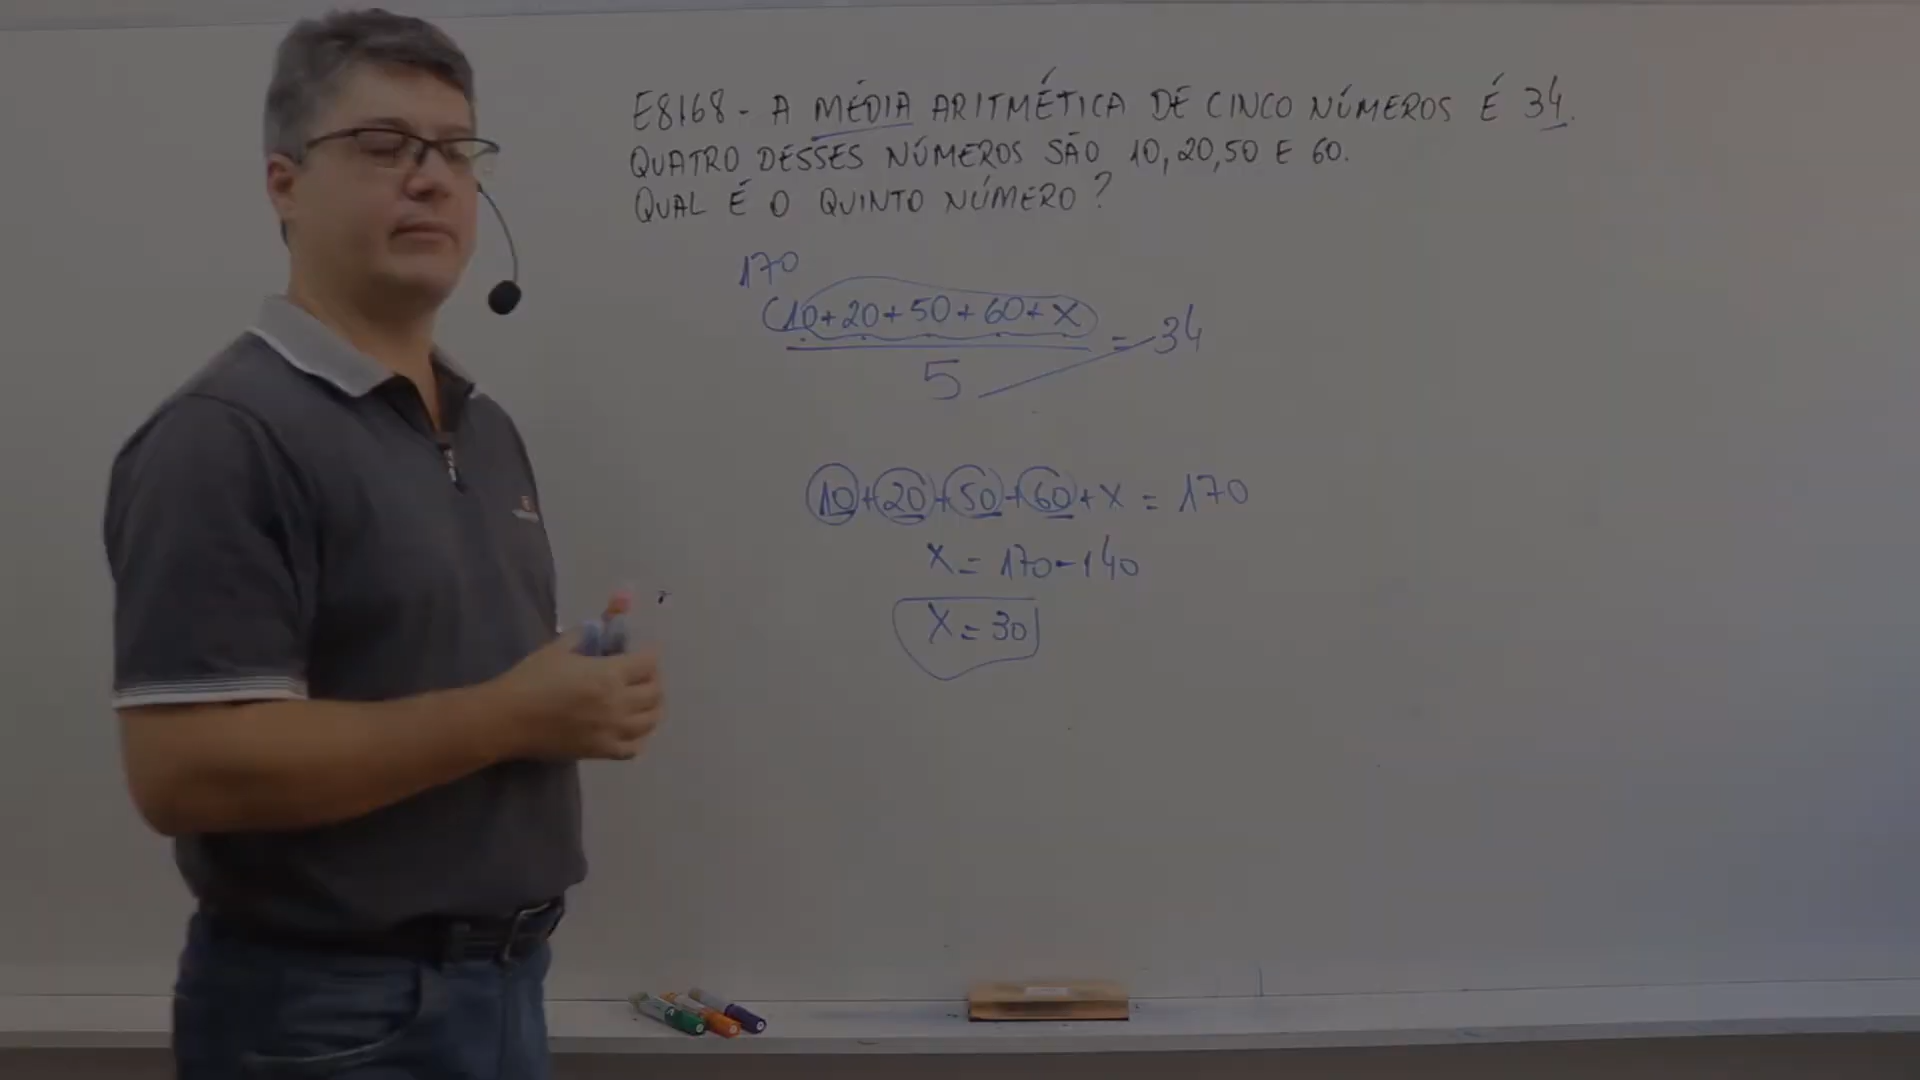 E8168 - A MÉDIA ARITMÉTICA DE CINCO NÚMEROS É 34.
QUATRO DESSES NÚMEROS SÃO 10, 20, 50 E 60.
QUAL É O QUINTO NÚMERO?
170
(10+20+50+60+X) = 34
5
10+20+50+60+X = 170
X = 170-140
X = 30